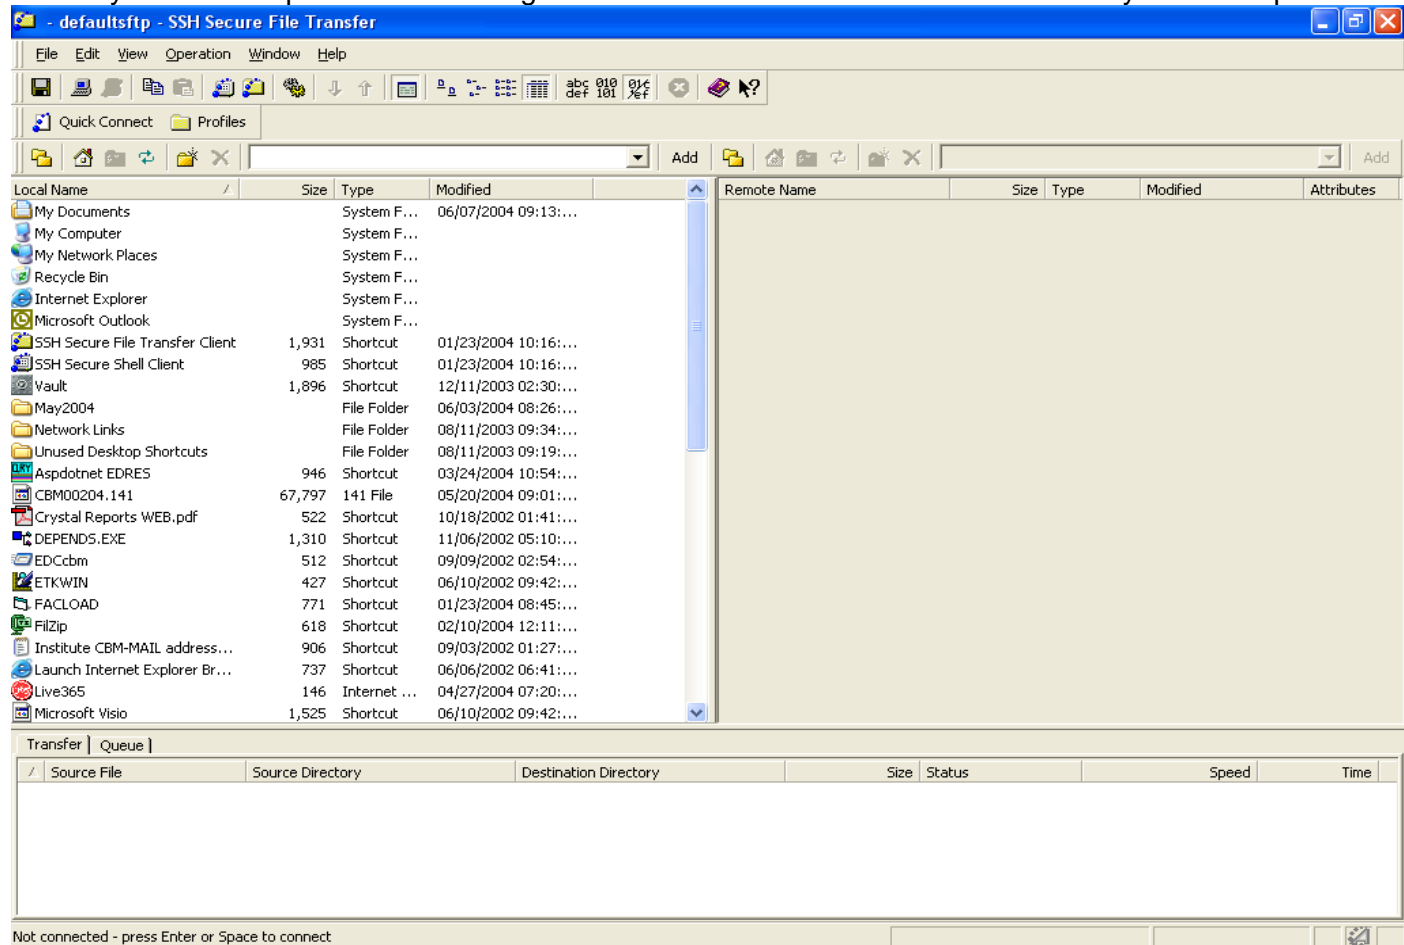 - defaultsftp - SSH Secure File Transfer
File Edit View Operation Window Help
abc 010
def 101
Quick Connect Profiles
Add Add
Local Name Size Type Modified Remote Name Size Type Modified Attributes
My Documents System F... 06/07/2004 09:13:...
My Computer System F...
My Network Places System F...
Recycle Bin System F...
Internet Explorer System F...
Microsoft Outlook System F...
SSH Secure File Transfer Client 1,931 Shortcut 01/23/2004 10:16:...
SSH Secure Shell Client 985 Shortcut 01/23/2004 10:16:...
Vault 1,896 Shortcut 12/11/2003 02:30:...
May2004 File Folder 06/03/2004 08:26:...
Network Links File Folder 08/11/2003 09:34:...
Unused Desktop Shortcuts File Folder 08/11/2003 09:19:...
Aspdotnet EDRES 946 Shortcut 03/24/2004 10:54:...
CBM00204.141 67,797 141 File 05/20/2004 09:01:...
Crystal Reports WEB.pdf 522 Shortcut 10/18/2002 01:41:...
DEPENDS.EXE 1,310 Shortcut 11/06/2002 05:10:...
EDCcbm 512 Shortcut 09/09/2002 02:54:...
ETKWIN 427 Shortcut 06/10/2002 09:42:...
FACLOAD 771 Shortcut 01/23/2004 08:45:...
FilZip 618 Shortcut 02/10/2004 12:11:...
Institute CBM-MAIL address... 906 Shortcut 09/03/2002 01:27:...
Launch Internet Explorer Br... 737 Shortcut 06/06/2002 06:41:...
Live365 146 Internet ... 04/27/2004 07:20:...
Microsoft Visio 1,525 Shortcut 06/10/2002 09:42:...
Transfer Queue
Source File Source Directory Destination Directory Size Status Speed Time
Not connected - press Enter or Space to connect